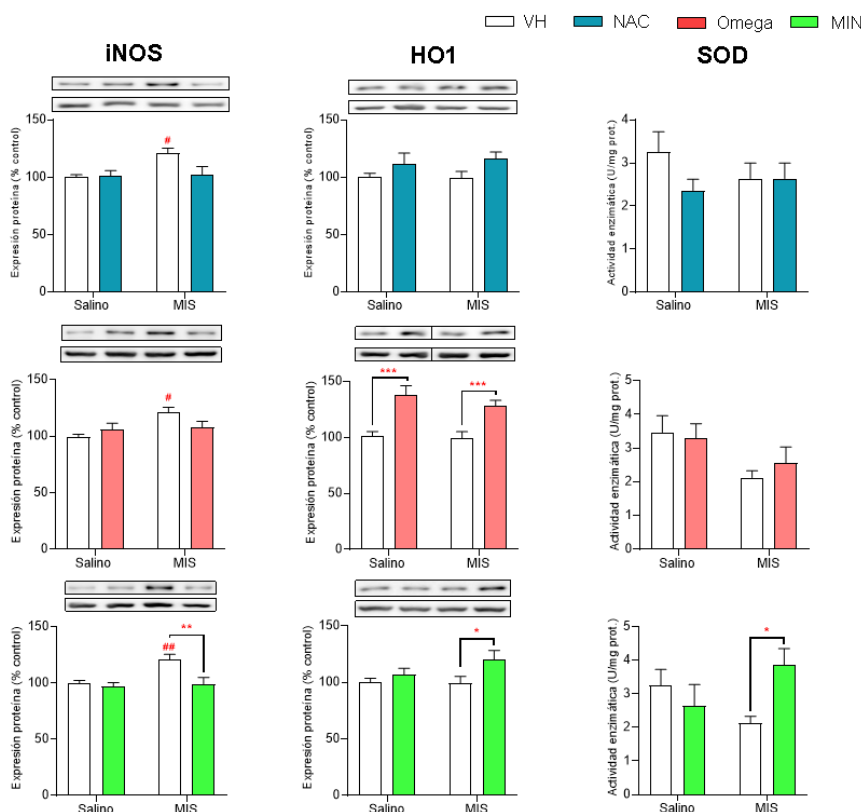 VH NAC Omega MIN
iNOS HO1 SOD
Expresión proteína (% control)
150
#
100
50
0
Salino MIS
Expresión proteína (% control)
150
100
50
0
Salino MIS
Actividad enzimática (U/mg prot.)
4
3
2
1
0
Salino MIS
Expresión proteína (% control)
150
#
100
50
0
Salino MIS
Expresión proteína (% control)
150
*** ***
100
50
0
Salino MIS
Actividad enzimática (U/mg prot.)
5
4
3
2
1
0
Salino MIS
Expresión proteína (% control)
150
**
##
100
50
0
Salino MIS
Expresión proteína (% control)
150
*
100
50
0
Salino MIS
Actividad enzimática (U/mg prot.)
5
*
4
3
2
1
0
Salino MIS